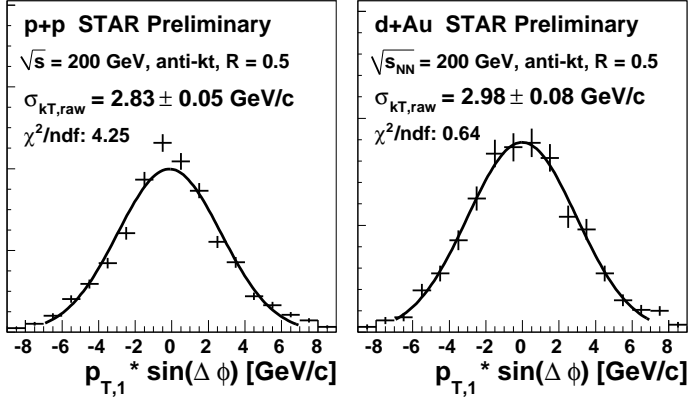 p+p STAR Preliminary
√s = 200 GeV, anti-kt, R = 0.5
σkT,raw = 2.83 ± 0.05 GeV/c
χ²/ndf: 4.25
-8 -6 -4 -2 0 2 4 6 8
pT,1 * sin(Δ ϕ) [GeV/c]
d+Au STAR Preliminary
√sNN = 200 GeV, anti-kt, R = 0.5
σkT,raw = 2.98 ± 0.08 GeV/c
χ²/ndf: 0.64
-8 -6 -4 -2 0 2 4 6 8
pT,1 * sin(Δ ϕ) [GeV/c]